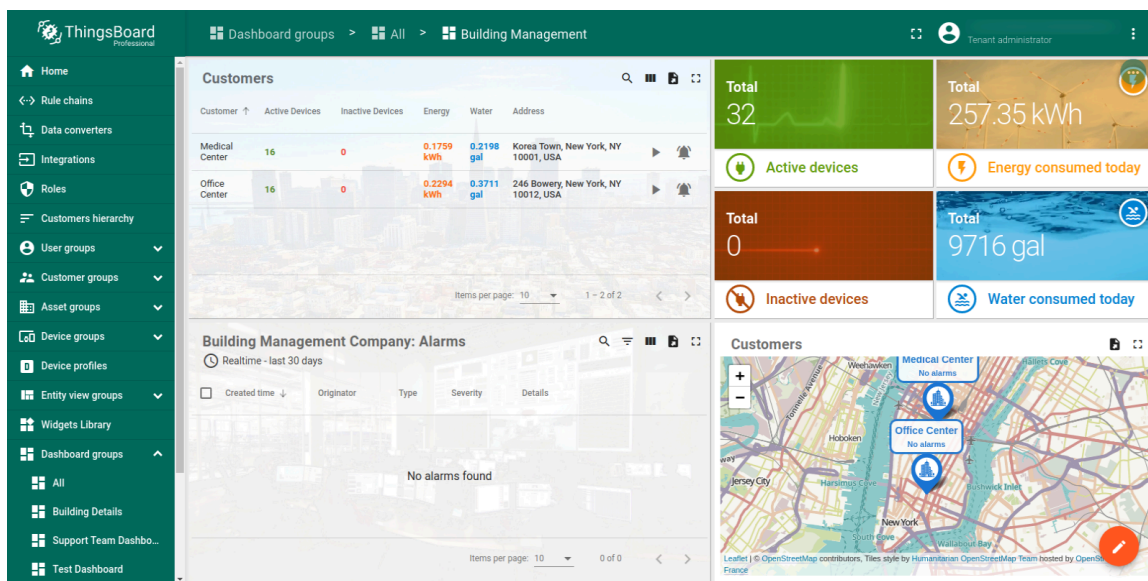 ThingsBoard
Professional
Dashboard groups > All > Building Management
Tenant administrator
Home
Rule chains
Data converters
Integrations
Roles
Customers hierarchy
User groups
Customer groups
Asset groups
Device groups
Device profiles
Entity view groups
Widgets Library
Dashboard groups
All
Building Details
Support Team Dashbo...
Test Dashboard
Customers
Customer ↑ Active Devices Inactive Devices Energy Water Address
Medical Center 16 0 0.1759 kWh 0.2198 gal Korea Town, New York, NY 10001, USA
Office Center 16 0 0.2294 kWh 0.3711 gal 246 Bowery, New York, NY 10012, USA
Items per page: 10 1 – 2 of 2
Total
32
Active devices
Total
257.35 kWh
Energy consumed today
Total
0
Inactive devices
Total
9716 gal
Water consumed today
Building Management Company: Alarms
Realtime - last 30 days
Created time ↓ Originator Type Severity Details
No alarms found
Items per page: 10 0 of 0
Customers
+
−
Medical Center
No alarms
Office Center
No alarms
Weehawken
Hoboken
Jersey City
Harsimus Cove
New York
South Cove
Wallabout Bay
Bushwick Inlet
Hallets Cove
Tonnelle Avenue
Leaflet | © OpenStreetMap contributors, Tiles style by Humanitarian OpenStreetMap Team hosted by OpenSt
France